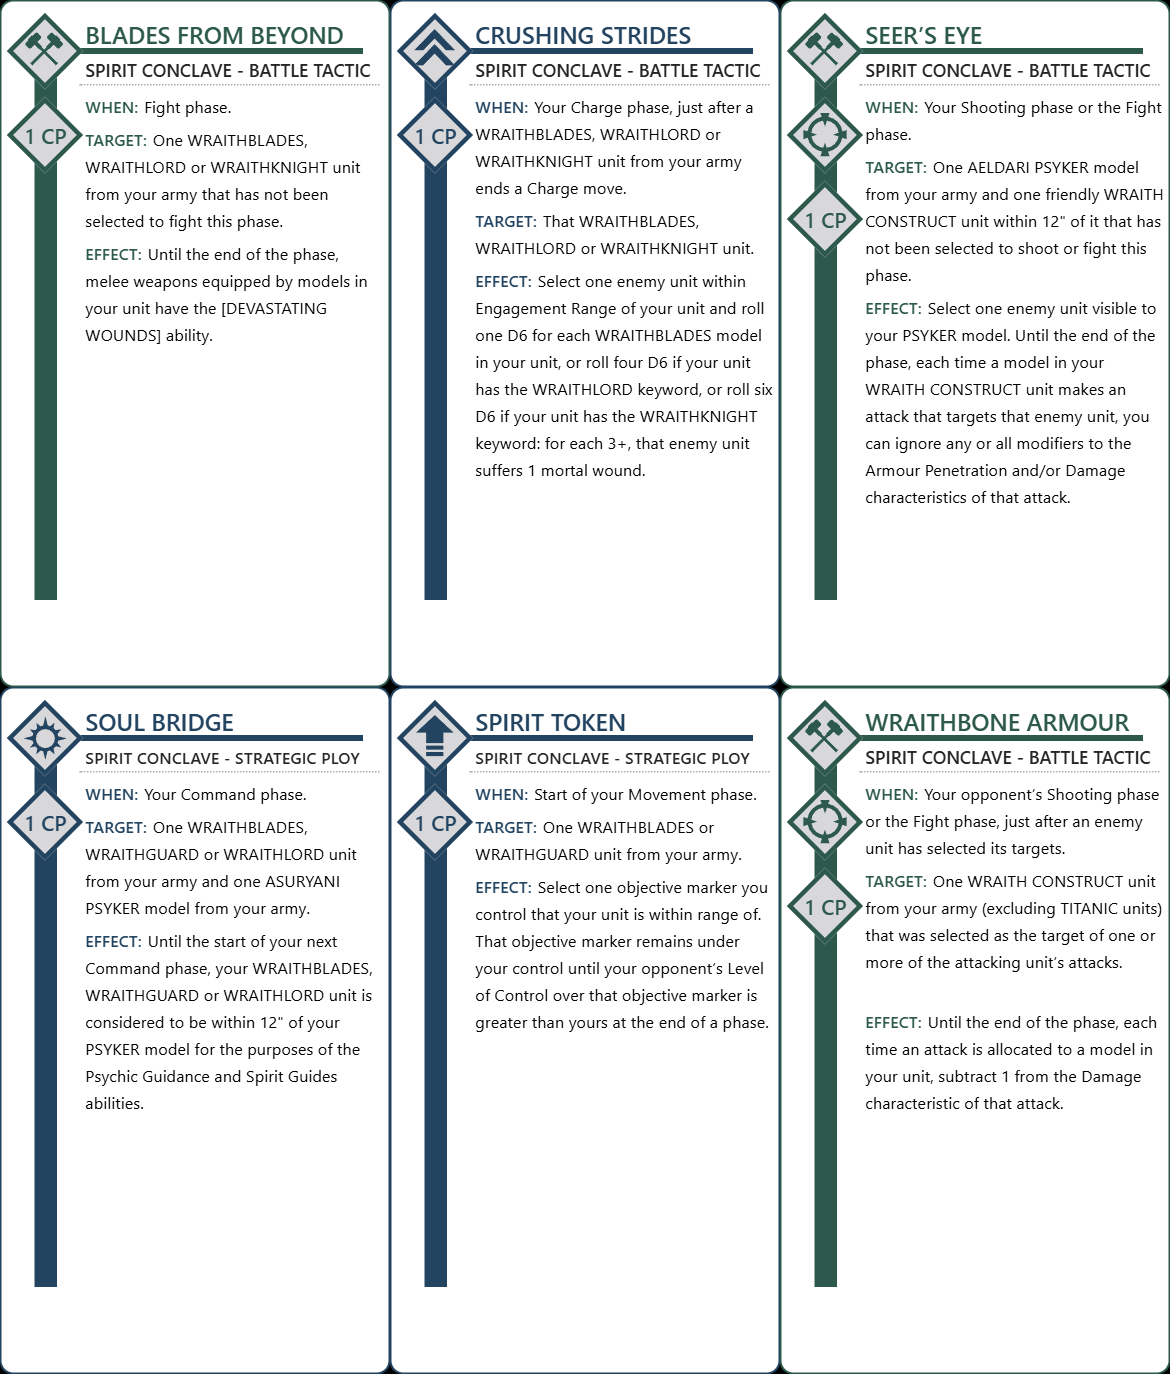 BLADES FROM BEYOND
SPIRIT CONCLAVE - BATTLE TACTIC
1 CP
WHEN: Fight phase.
TARGET: One WRAITHBLADES,
WRAITHLORD or WRAITHKNIGHT unit
from your army that has not been
selected to fight this phase.
EFFECT: Until the end of the phase,
melee weapons equipped by models in
your unit have the [DEVASTATING
WOUNDS] ability.
CRUSHING STRIDES
SPIRIT CONCLAVE - BATTLE TACTIC
1 CP
WHEN: Your Charge phase, just after a
WRAITHBLADES, WRAITHLORD or
WRAITHKNIGHT unit from your army
ends a Charge move.
TARGET: That WRAITHBLADES,
WRAITHLORD or WRAITHKNIGHT unit.
EFFECT: Select one enemy unit within
Engagement Range of your unit and roll
one D6 for each WRAITHBLADES model
in your unit, or roll four D6 if your unit
has the WRAITHLORD keyword, or roll six
D6 if your unit has the WRAITHKNIGHT
keyword: for each 3+, that enemy unit
suffers 1 mortal wound.
SEER’S EYE
SPIRIT CONCLAVE - BATTLE TACTIC
1 CP
WHEN: Your Shooting phase or the Fight
phase.
TARGET: One AELDARI PSYKER model
from your army and one friendly WRAITH
CONSTRUCT unit within 12" of it that has
not been selected to shoot or fight this
phase.
EFFECT: Select one enemy unit visible to
your PSYKER model. Until the end of the
phase, each time a model in your
WRAITH CONSTRUCT unit makes an
attack that targets that enemy unit, you
can ignore any or all modifiers to the
Armour Penetration and/or Damage
characteristics of that attack.
SOUL BRIDGE
SPIRIT CONCLAVE - STRATEGIC PLOY
1 CP
WHEN: Your Command phase.
TARGET: One WRAITHBLADES,
WRAITHGUARD or WRAITHLORD unit
from your army and one ASURYANI
PSYKER model from your army.
EFFECT: Until the start of your next
Command phase, your WRAITHBLADES,
WRAITHGUARD or WRAITHLORD unit is
considered to be within 12" of your
PSYKER model for the purposes of the
Psychic Guidance and Spirit Guides
abilities.
SPIRIT TOKEN
SPIRIT CONCLAVE - STRATEGIC PLOY
1 CP
WHEN: Start of your Movement phase.
TARGET: One WRAITHBLADES or
WRAITHGUARD unit from your army.
EFFECT: Select one objective marker you
control that your unit is within range of.
That objective marker remains under
your control until your opponent’s Level
of Control over that objective marker is
greater than yours at the end of a phase.
WRAITHBONE ARMOUR
SPIRIT CONCLAVE - BATTLE TACTIC
1 CP
WHEN: Your opponent’s Shooting phase
or the Fight phase, just after an enemy
unit has selected its targets.
TARGET: One WRAITH CONSTRUCT unit
from your army (excluding TITANIC units)
that was selected as the target of one or
more of the attacking unit’s attacks.
EFFECT: Until the end of the phase, each
time an attack is allocated to a model in
your unit, subtract 1 from the Damage
characteristic of that attack.